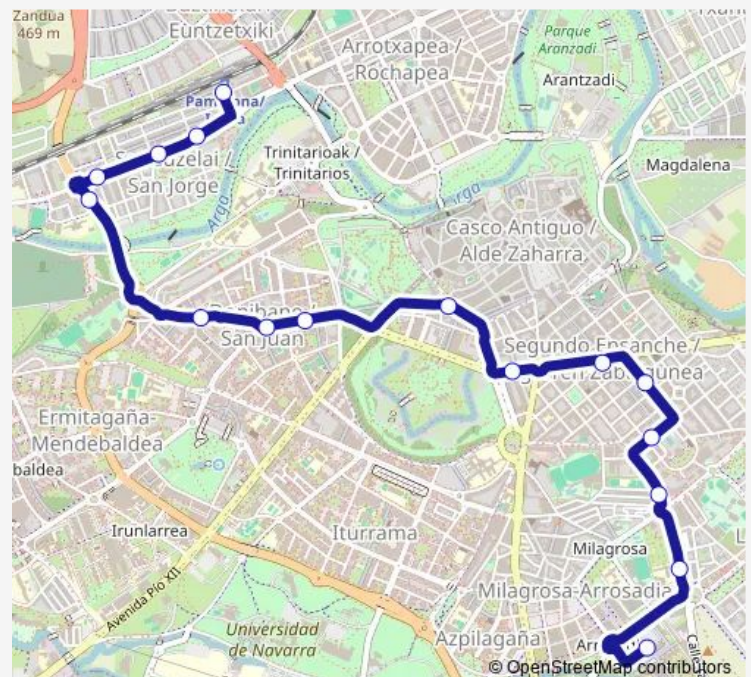 Zandua
469 m
Euntzetxiki
Arrotxapea /
Rochapea
Parque
Aranzadi
Arantzadi
Trinitarioak /
Trinitarios
San Jorge
Arga
Magdalena
Casco Antiguo /
Alde Zaharra
San Juan
Segundo Ensanche /
Ermitagaña-
Mendebaldea
baldea
Irunlarrea
Iturrama
Milagrosa
Avenida Pío XII
Milagrosa-Arrosadia
Universidad
de Navarra
Azpilagaña
© OpenStreetMap contributors